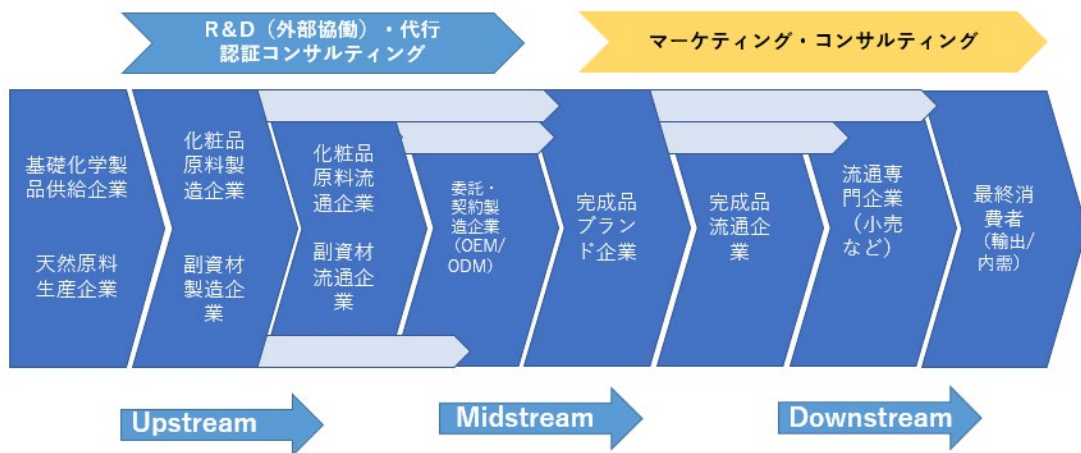 R＆D（外部協働）・代行
認証コンサルティング
マーケティング・コンサルティング
基礎化学製
品供給企業
天然原料
生産企業
化粧品
原料製
造企業
副資材
製造企
業
化粧品
原料流
通企業
副資材
流通企
業
委託・
契約製
造企業
（OEM/
ODM）
完成品
ブラン
ド企業
完成品
流通企
業
流通専
門企業
（小売
など）
最終消
費者
（輸出/
内需）
Upstream
Midstream
Downstream